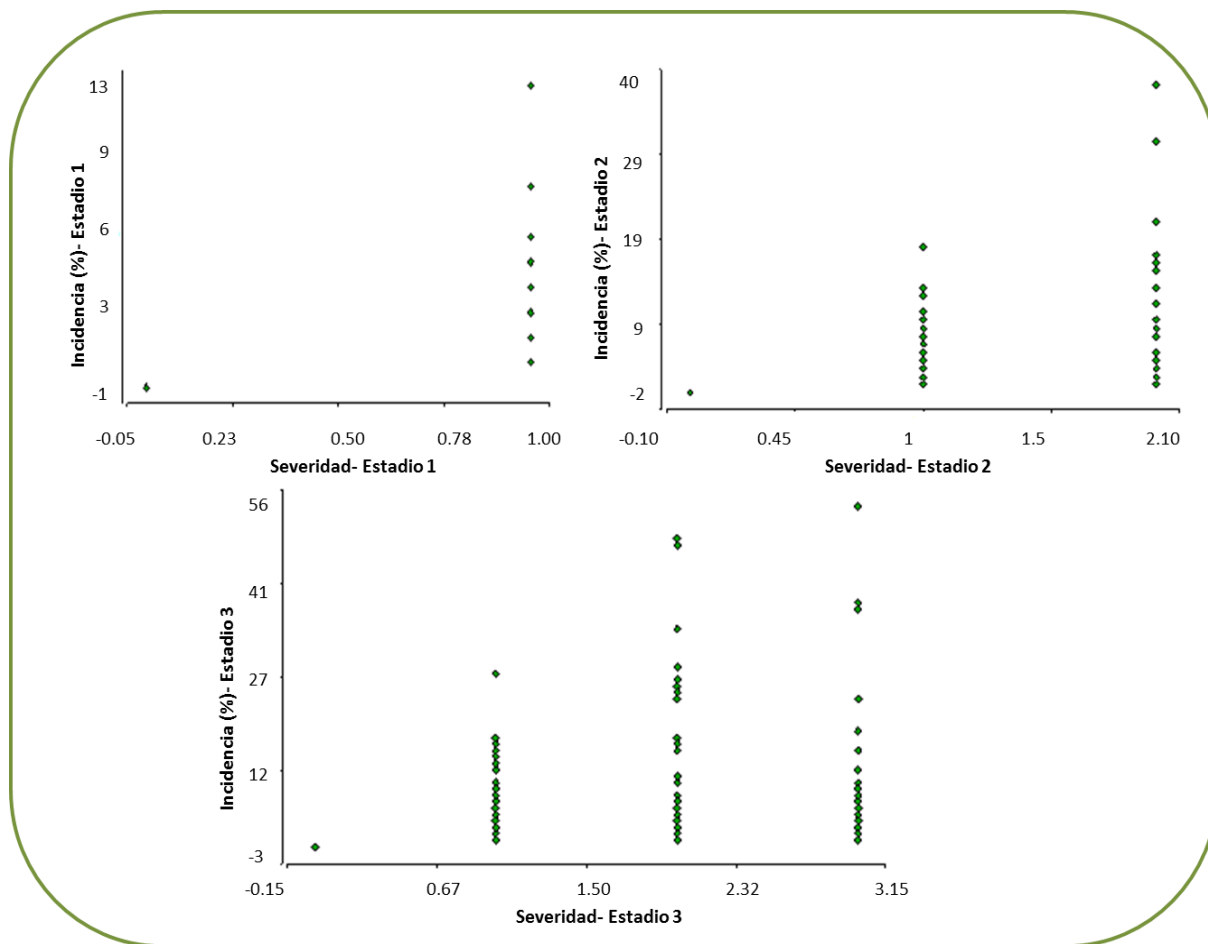 Incidencia (%)- Estadio 1
13
9
6
3
-1
-0.05 0.23 0.50 0.78 1.00
Severidad- Estadio 1
Incidencia (%)- Estadio 2
40
29
19
9
-2
-0.10 0.45 1 1.5 2.10
Severidad- Estadio 2
Incidencia (%)- Estadio 3
56
41
27
12
-3
-0.15 0.67 1.50 2.32 3.15
Severidad- Estadio 3